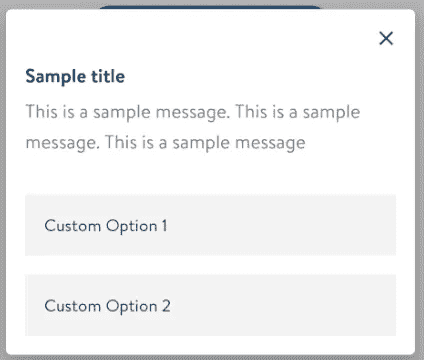 Sample title
This is a sample message. This is a sample
message. This is a sample message
Custom Option 1
Custom Option 2